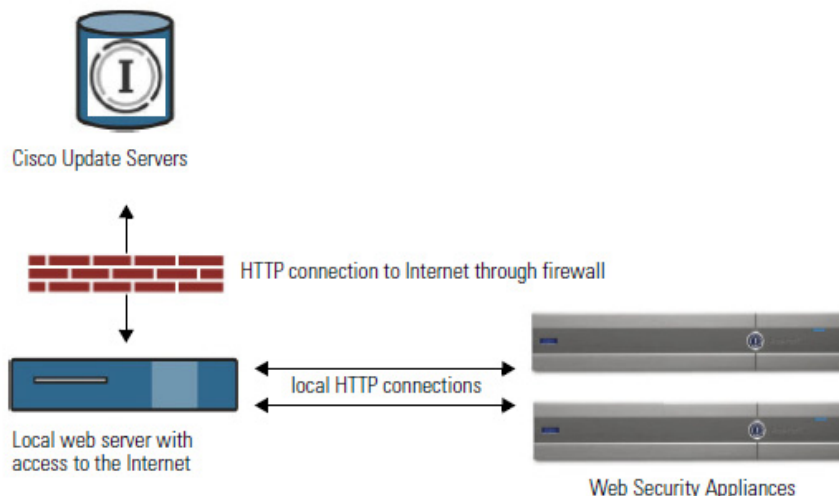 I
Cisco Update Servers
HTTP connection to Internet through firewall
local HTTP connections
Local web server with
access to the Internet
Web Security Appliances